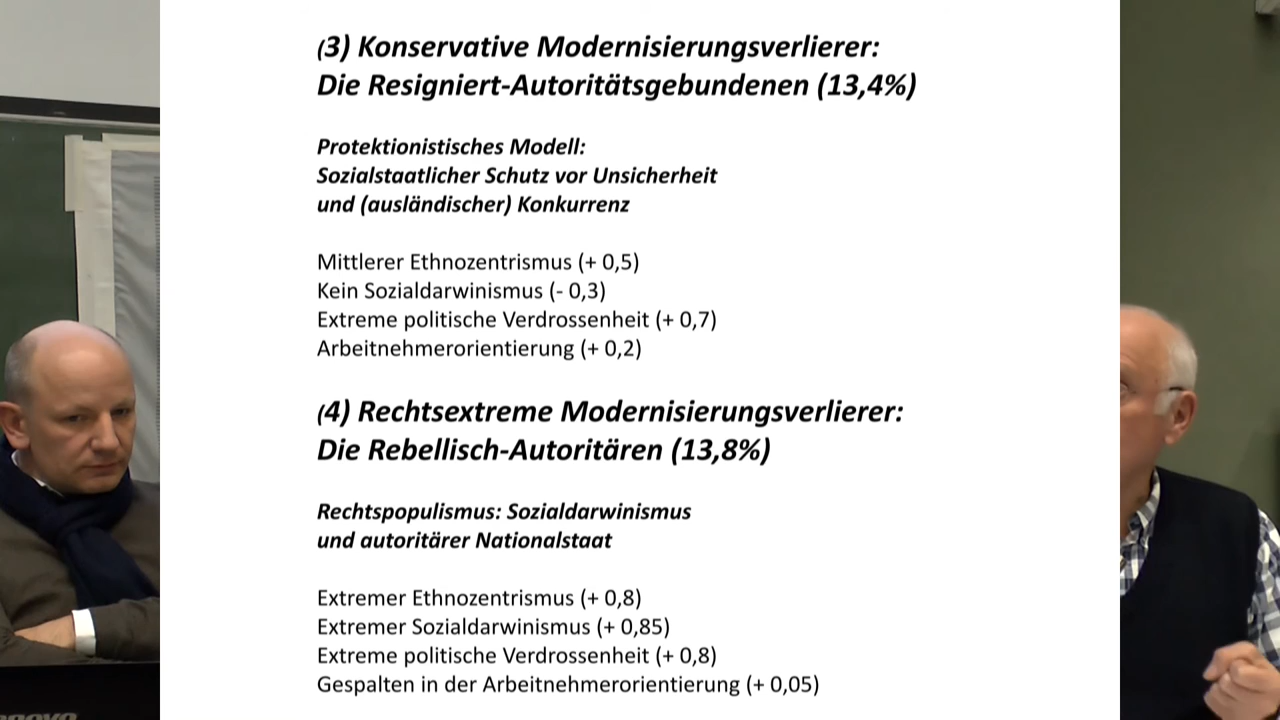 (3) Konservative Modernisierungsverlierer:
Die Resigniert-Autoritätsgebundenen (13,4%)
Protektionistisches Modell:
Sozialstaatlicher Schutz vor Unsicherheit
und (ausländischer) Konkurrenz
Mittlerer Ethnozentrismus (+ 0,5)
Kein Sozialdarwinismus (- 0,3)
Extreme politische Verdrossenheit (+ 0,7)
Arbeitnehmerorientierung (+ 0,2)
(4) Rechtsextreme Modernisierungsverlierer:
Die Rebellisch-Autoritären (13,8%)
Rechtspopulismus: Sozialdarwinismus
und autoritärer Nationalstaat
Extremer Ethnozentrismus (+ 0,8)
Extremer Sozialdarwinismus (+ 0,85)
Extreme politische Verdrossenheit (+ 0,8)
Gespalten in der Arbeitnehmerorientierung (+ 0,05)